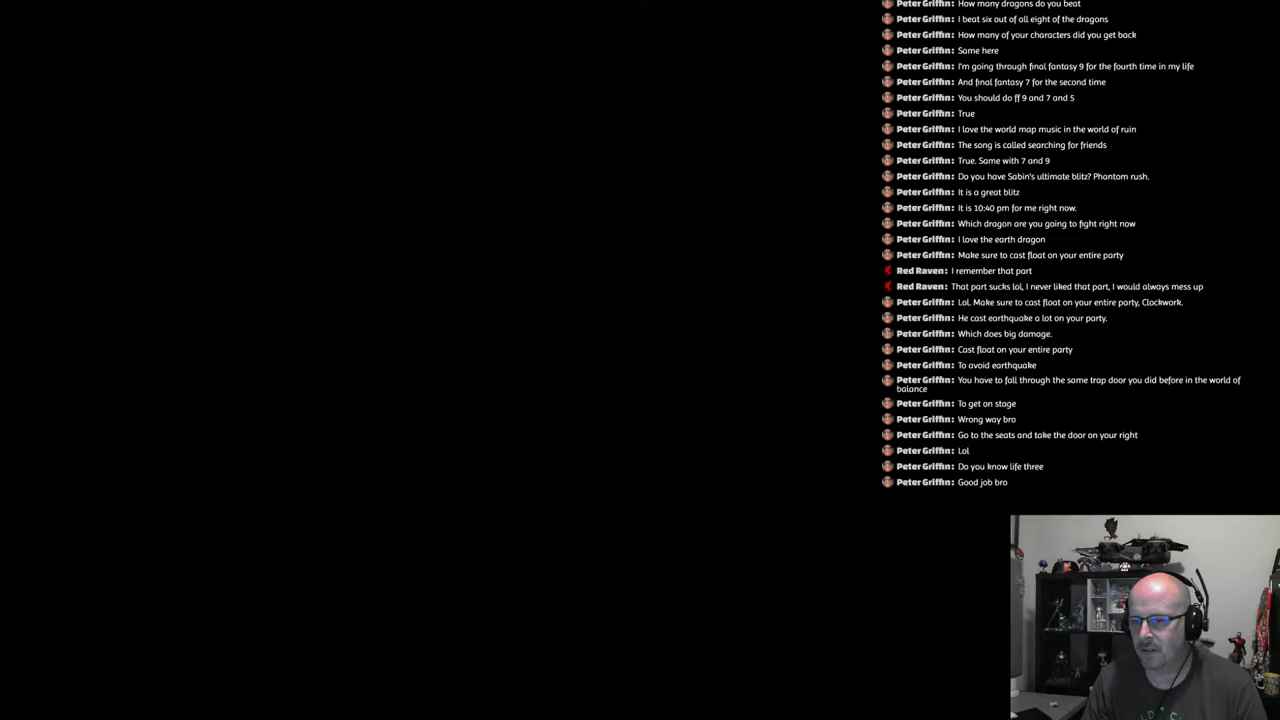 Peter Griffin: How many dragons do you beat
Peter Griffin: I beat six out of all eight of the dragons
Peter Griffin: How many of your characters did you get back
Peter Griffin: Same here
Peter Griffin: I'm going through final fantasy 9 for the fourth time in my life
Peter Griffin: And final fantasy 7 for the second time
Peter Griffin: You should do ff 9 and 7 and 5
Peter Griffin: True
Peter Griffin: I love the world map music in the world of ruin
Peter Griffin: The song is called searching for friends
Peter Griffin: True. Same with 7 and 9
Peter Griffin: Do you have Sabin's ultimate blitz? Phantom rush.
Peter Griffin: It is a great blitz
Peter Griffin: It is 10:40 pm for me right now.
Peter Griffin: Which dragon are you going to fight right now
Peter Griffin: I love the earth dragon
Peter Griffin: Make sure to cast float on your entire party
Red Raven: I remember that part
Red Raven: That part sucks lol, I never liked that part, I would always mess up
Peter Griffin: Lol. Make sure to cast float on your entire party, Clockwork.
Peter Griffin: He cast earthquake a lot on your party.
Peter Griffin: Which does big damage.
Peter Griffin: Cast float on your entire party
Peter Griffin: To avoid earthquake
Peter Griffin: You have to fall through the same trap door you did before in the world of
balance
Peter Griffin: To get on stage
Peter Griffin: Wrong way bro
Peter Griffin: Go to the seats and take the door on your right
Peter Griffin: Lol
Peter Griffin: Do you know life three
Peter Griffin: Good job bro